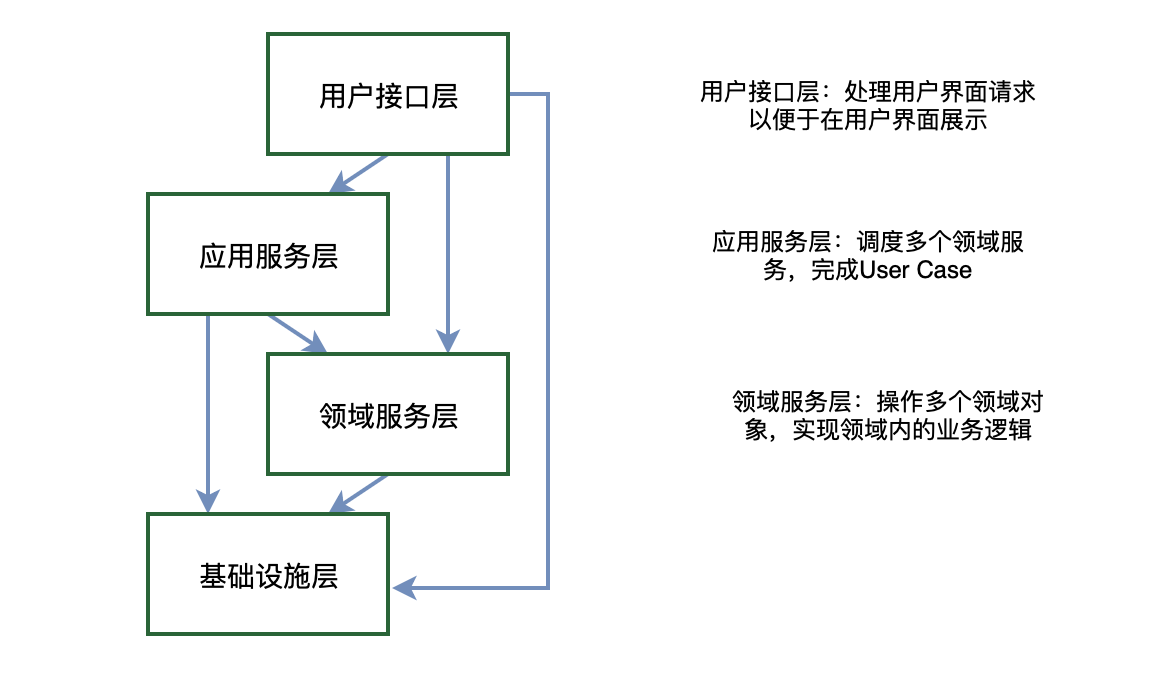 用户接口层
用户接口层：处理用户界面请求
以便于在用户界面展示
应用服务层
应用服务层：调度多个领域服
务，完成User Case
领域服务层
领域服务层：操作多个领域对
象，实现领域内的业务逻辑
基础设施层